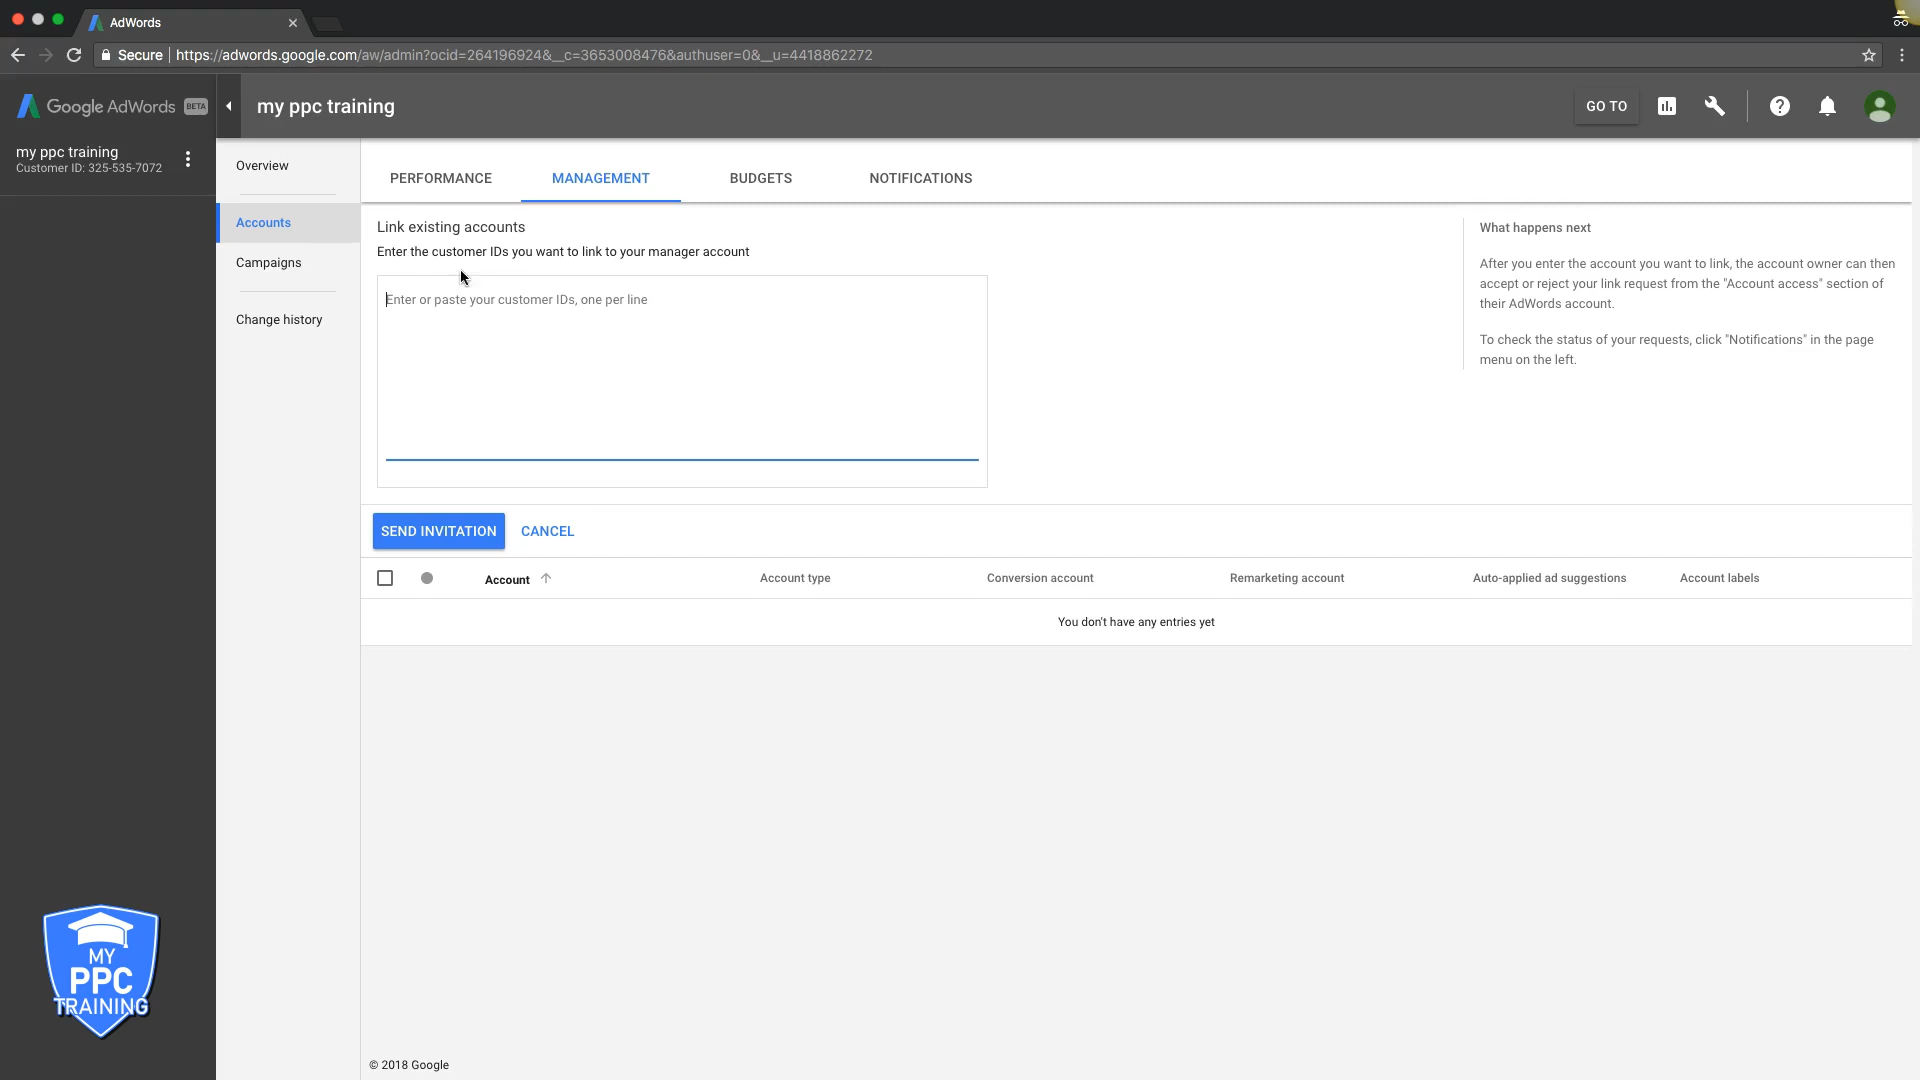 AdWords
Secure
https://adwords.google.com/aw/admin?ocid=264196924&__c=3653008476&authuser=0&__u=4418862272
Google AdWords BETA
my ppc training
GO TO
my ppc training
Customer ID: 325-535-7072
Overview
Accounts
Campaigns
Change history
PERFORMANCE
MANAGEMENT
BUDGETS
NOTIFICATIONS
Link existing accounts
Enter the customer IDs you want to link to your manager account
Enter or paste your customer IDs, one per line
What happens next
After you enter the account you want to link, the account owner can then
accept or reject your link request from the "Account access" section of
their AdWords account.
To check the status of your requests, click "Notifications" in the page
menu on the left.
SEND INVITATION
CANCEL
Account
Account type
Conversion account
Remarketing account
Auto-applied ad suggestions
Account labels
You don't have any entries yet
MY
PPC
TRAINING
© 2018 Google